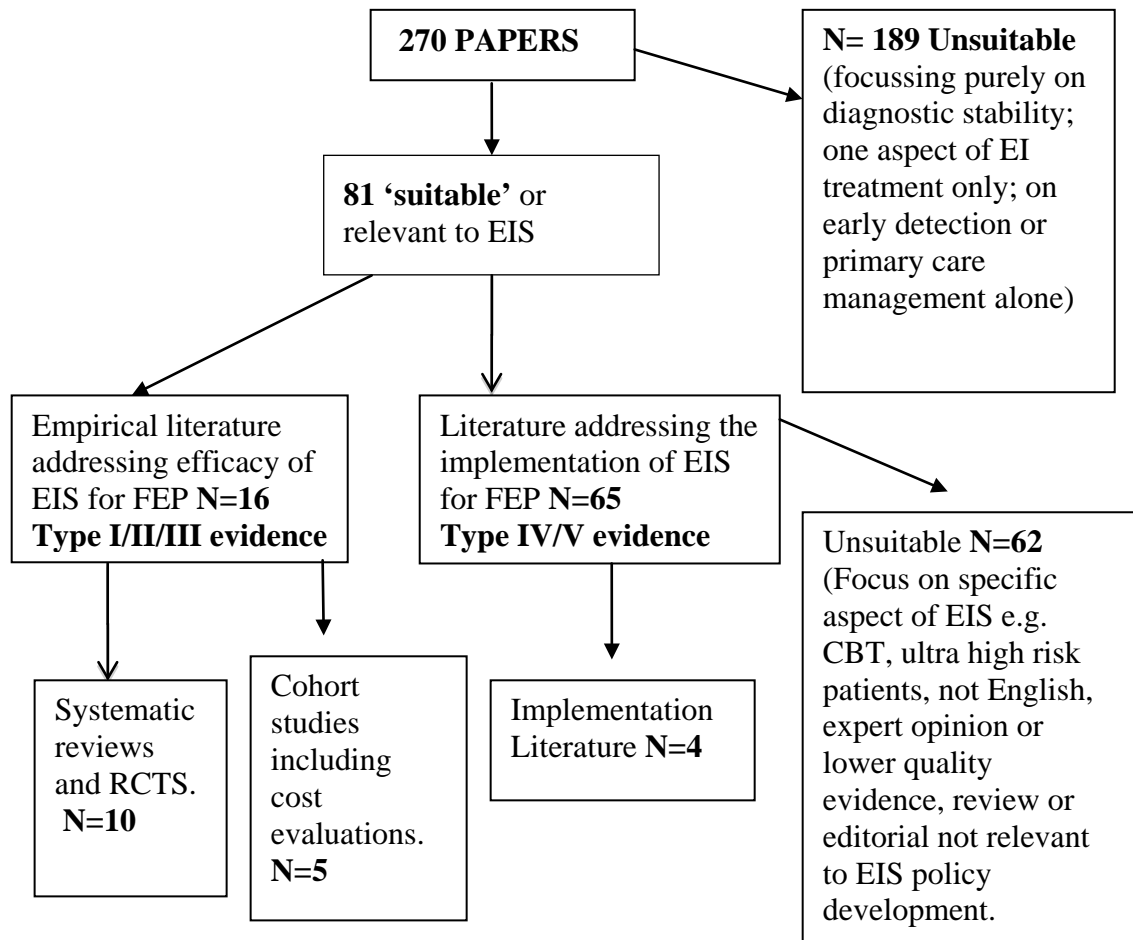 270 PAPERS
N= 189 Unsuitable
(focussing purely on
diagnostic stability;
one aspect of EI
treatment only; on
early detection or
primary care
management alone)
81 ‘suitable’ or
relevant to EIS
Empirical literature
addressing efficacy of
EIS for FEP N=16
Type I/II/III evidence
Literature addressing the
implementation of EIS
for FEP N=65
Type IV/V evidence
Unsuitable N=62
(Focus on specific
aspect of EIS e.g.
CBT, ultra high risk
patients, not English,
expert opinion or
lower quality
evidence, review or
editorial not relevant
to EIS policy
development.
Systematic
reviews
and RCTS.
N=10
Cohort
studies
including
cost
evaluations.
N=5
Implementation
Literature N=4